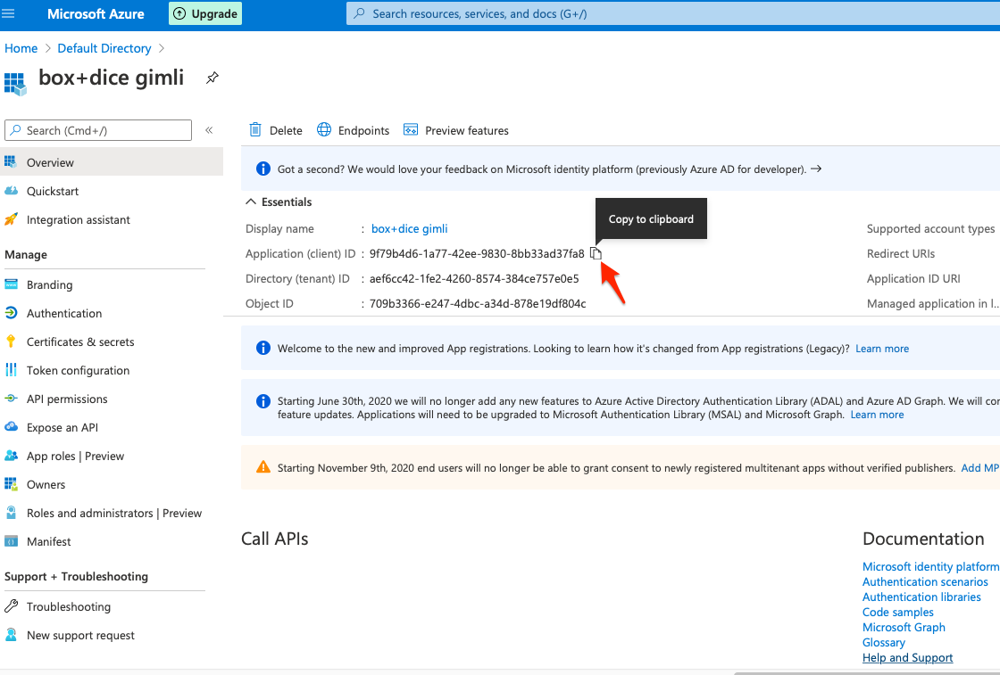 Microsoft Azure
Upgrade
Search resources, services, and docs (G+/)
Home > Default Directory >
box+dice gimli
Search (Cmd+/)
«
Overview
Quickstart
Integration assistant
Manage
Branding
Authentication
Certificates & secrets
Token configuration
API permissions
Expose an API
App roles | Preview
Owners
Roles and administrators | Preview
Manifest
Support + Troubleshooting
Troubleshooting
New support request
Delete
Endpoints
Preview features
Got a second? We would love your feedback on Microsoft identity platform (previously Azure AD for developer). →
Essentials
Copy to clipboard
Display name : box+dice gimli
Application (client) ID : 9f79b4d6-1a77-42ee-9830-8bb33ad37fa8
Directory (tenant) ID : aef6cc42-1fe2-4260-8574-384ce757e0e5
Object ID : 709b3366-e247-4dbc-a34d-878e19df804c
Supported account types
Redirect URIs
Application ID URI
Managed application in l...
Welcome to the new and improved App registrations. Looking to learn how it's changed from App registrations (Legacy)? Learn more
Starting June 30th, 2020 we will no longer add any new features to Azure Active Directory Authentication Library (ADAL) and Azure AD Graph. We will con
feature updates. Applications will need to be upgraded to Microsoft Authentication Library (MSAL) and Microsoft Graph. Learn more
Starting November 9th, 2020 end users will no longer be able to grant consent to newly registered multitenant apps without verified publishers. Add MP
Call APIs
Documentation
Microsoft identity platform
Authentication scenarios
Authentication libraries
Code samples
Microsoft Graph
Glossary
Help and Support